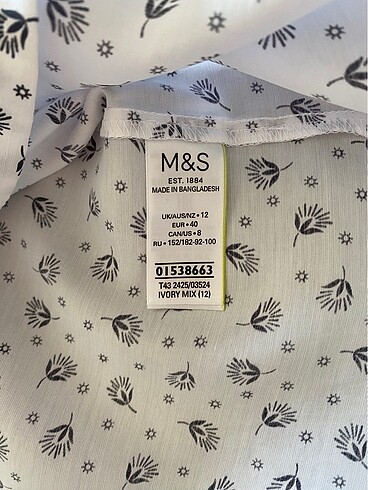 M&S
EST. 1884
MADE IN BANGLADESH
UK/AUS/NZ • 12
EUR • 40
CAN/US • 8
RU • 152/182-92-100
01538663
T43 2425/03524
IVORY MIX (12)